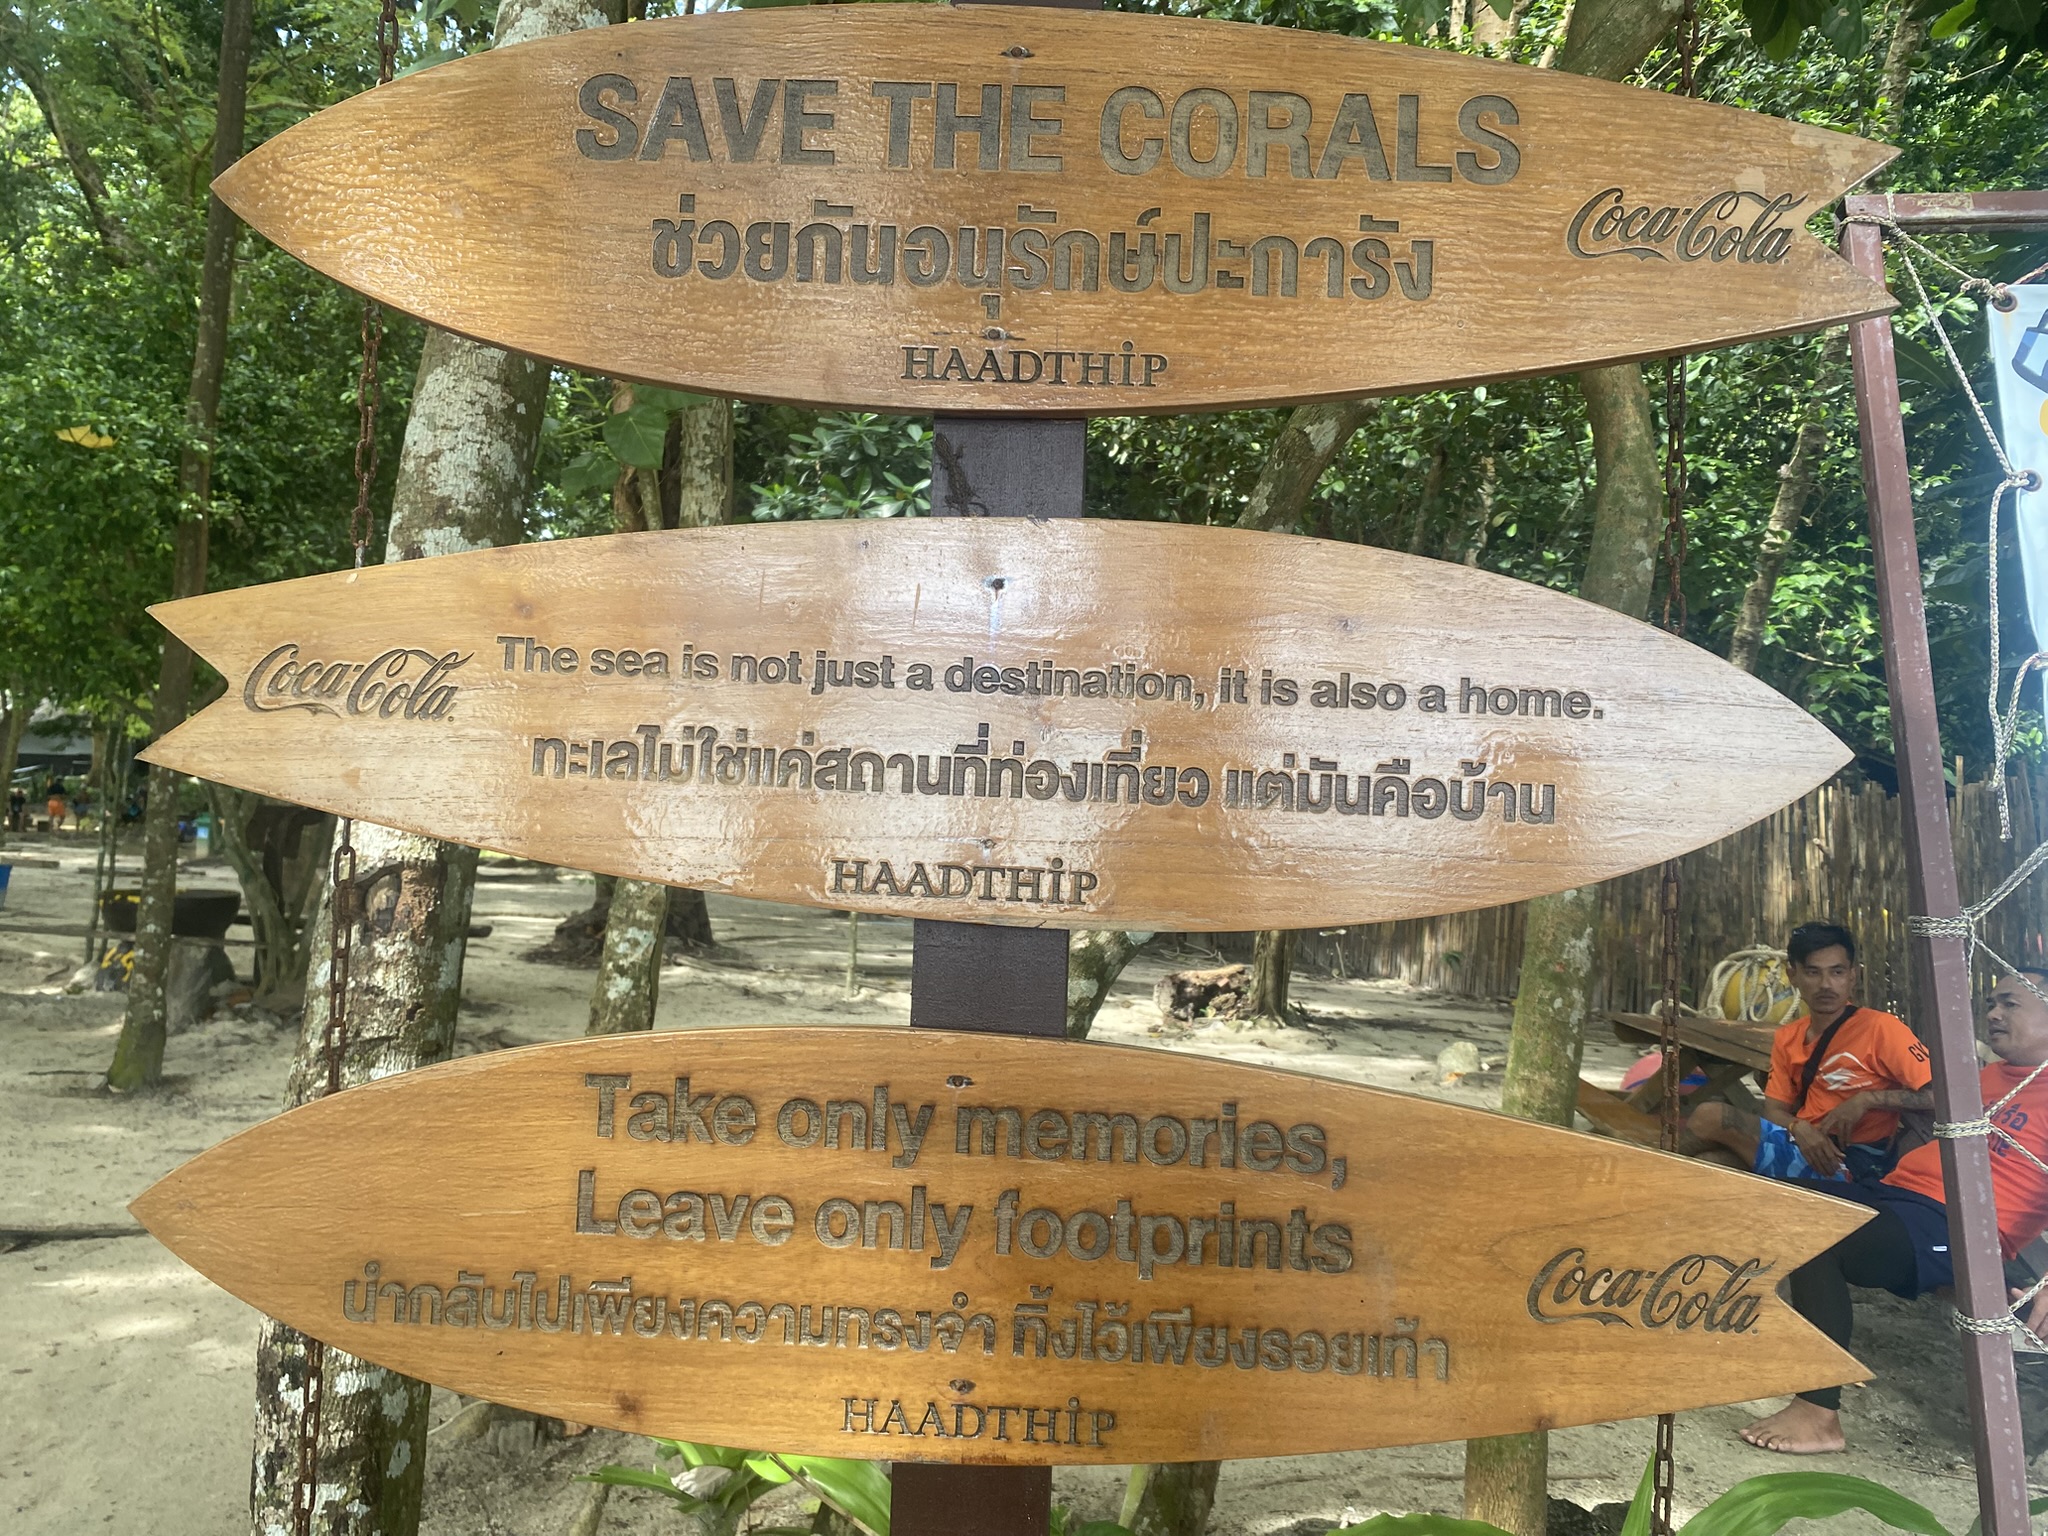 SAVE THE CORALS
ช่วยกันอนุรักษ์ปะการัง
Coca-Cola
HAADTHIP
Coca-Cola
The sea is not just a destination, it is also a home.
ทะเลไม่ใช่แค่สถานที่ท่องเที่ยว แต่มันคือบ้าน
HAADTHIP
Take only memories,
Leave only footprints
นำกลับไปเพียงความทรงจำ ทิ้งไว้เพียงรอยเท้า
Coca-Cola
HAADTHIP